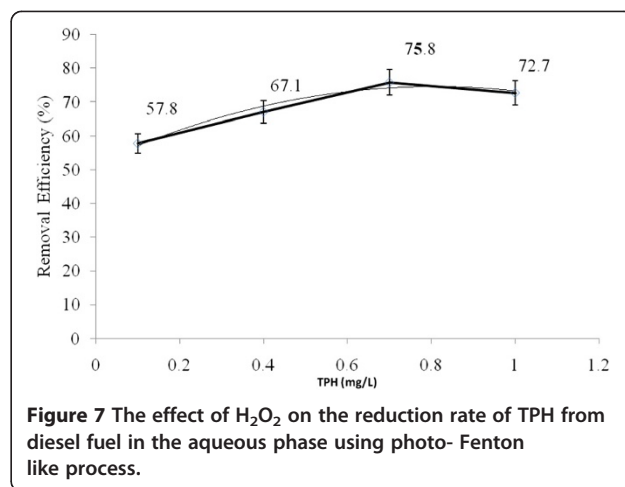 90
80
70
60
50
40
30
20
10
0
Removal Efficiency (%)
57.8
67.1
75.8
72.7
0 0.2 0.4 0.6 0.8 1 1.2
TPH (mg/L)
Figure 7 The effect of H₂O₂ on the reduction rate of TPH from
diesel fuel in the aqueous phase using photo- Fenton
like process.